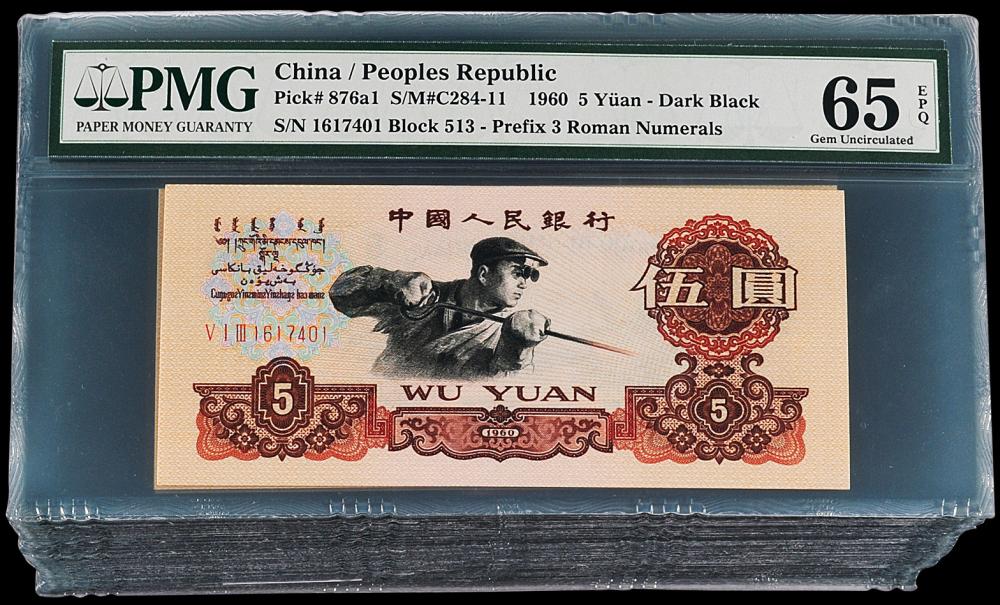 PMG
PAPER MONEY GUARANTY
China / Peoples Republic
Pick# 876a1 S/M#C284-11 1960 5 Yüan - Dark Black
S/N 1617401 Block 513 - Prefix 3 Roman Numerals
65
EPQ
Gem Uncirculated
中國人民銀行
VIⅢ1617401
伍圓
WU YUAN
5
1960
5